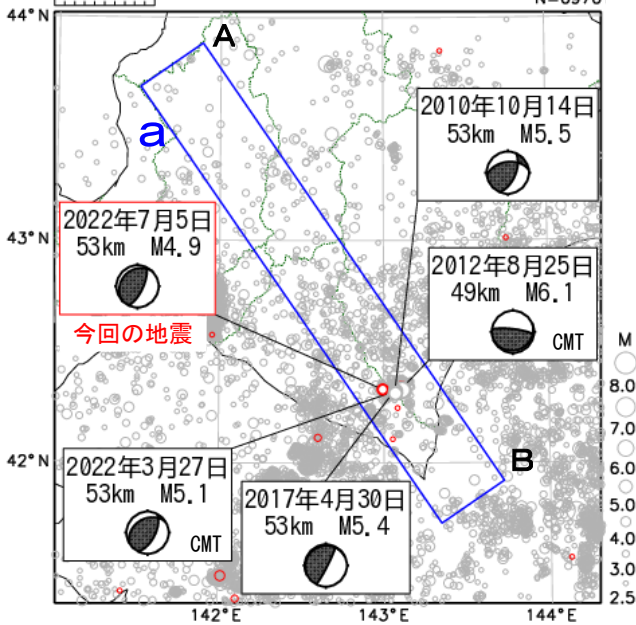 44°N
A
a
2010年10月14日
53km M5.5
43°N
2022年7月5日
53km M4.9
今回の地震
2012年8月25日
49km M6.1
CMT
M
8.0
7.0
6.0
5.0
4.0
3.0
2.5
42°N
B
2022年3月27日
53km M5.1
CMT
2017年4月30日
53km M5.4
142°E
143°E
144°E